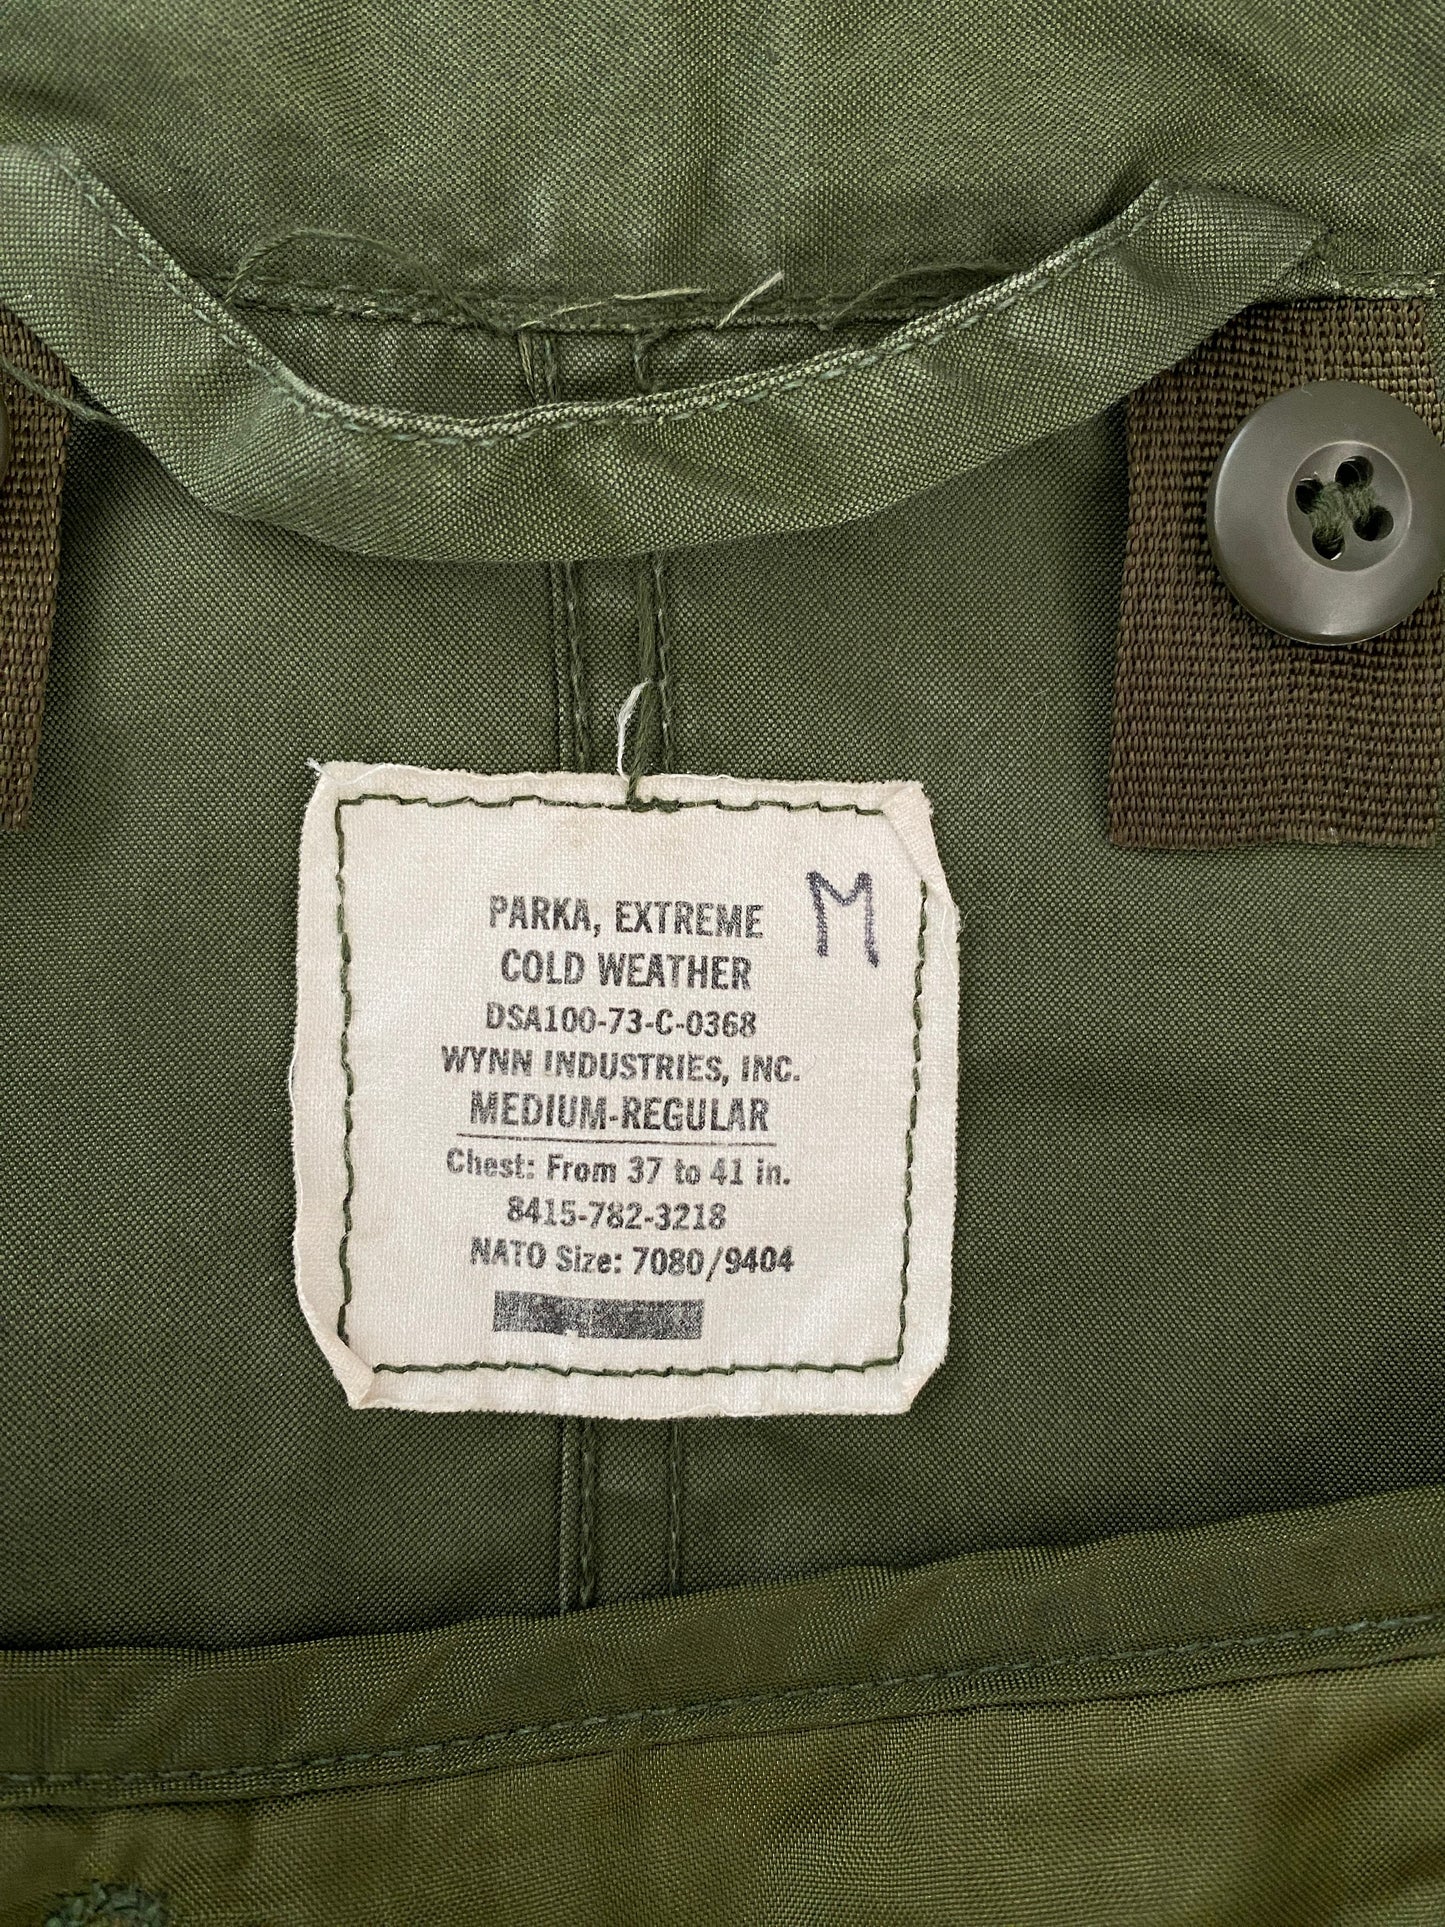 M
PARKA, EXTREME
COLD WEATHER
DSA100-73-C-0368
WYNN INDUSTRIES, INC.
MEDIUM-REGULAR
Chest: From 37 to 41 in.
8415-782-3218
NATO Size: 7080/9404